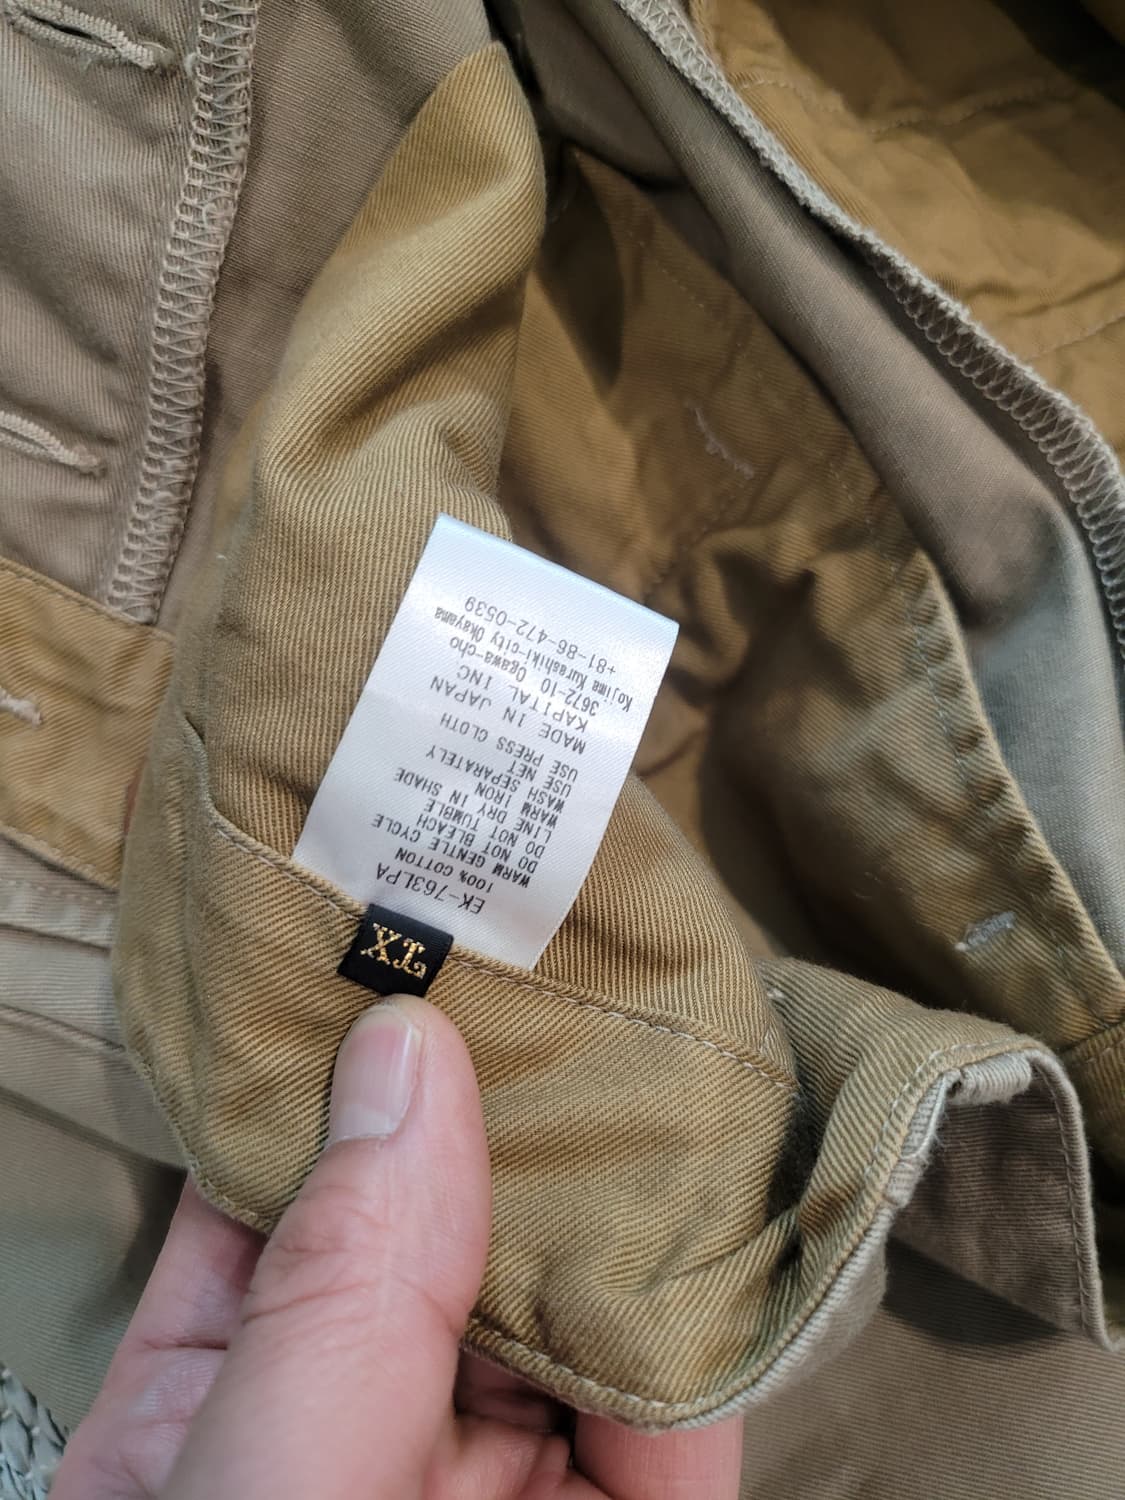 EK-763LPA
100% COTTON
WARM GENTLE CYCLE
DO NOT BLEACH
DO NOT TUMBLE
LINE DRY IN SHADE
WARM IRON
WASH SEPARATELY
USE NET
USE PRESS CLOTH
MADE IN JAPAN
KAPITAL INC.
3672-10 Ogawa-cho
Kojima Kurashiki-city Okayama
+81-86-472-0539
XL